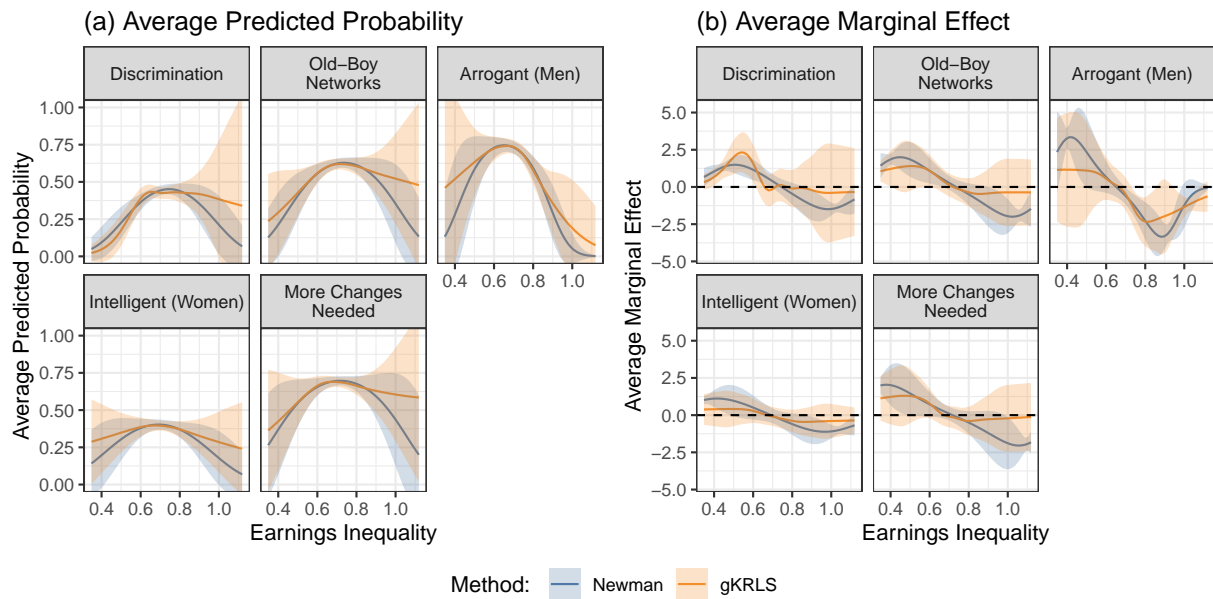 (a) Average Predicted Probability
(b) Average Marginal Effect
Discrimination
Old−Boy
Networks
Arrogant (Men)
1.00
0.75
0.50
0.25
0.00
0.4 0.6 0.8 1.0
Intelligent (Women)
More Changes
Needed
1.00
0.75
0.50
0.25
0.00
0.4 0.6 0.8 1.0
0.4 0.6 0.8 1.0
Average Predicted Probability
Earnings Inequality
Discrimination
Old−Boy
Networks
Arrogant (Men)
5.0
2.5
0.0
−2.5
−5.0
0.4 0.6 0.8 1.0
Intelligent (Women)
More Changes
Needed
5.0
2.5
0.0
−2.5
−5.0
0.4 0.6 0.8 1.0
0.4 0.6 0.8 1.0
Average Marginal Effect
Earnings Inequality
Method: Newman gKRLS